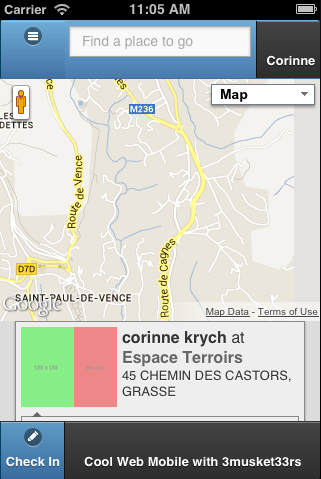 Carrier 11:05 AM
Find a place to go
Corinne
Map
M236
LES
DETTES
Route de Vence
Route de Cagnes
D7D
Google
SAINT-PAUL-DE-VENCE
Map Data - Terms of Use
corinne krych at
Espace Terroirs
45 CHEMIN DES CASTORS,
GRASSE
Check In
Cool Web Mobile with 3musket33rs